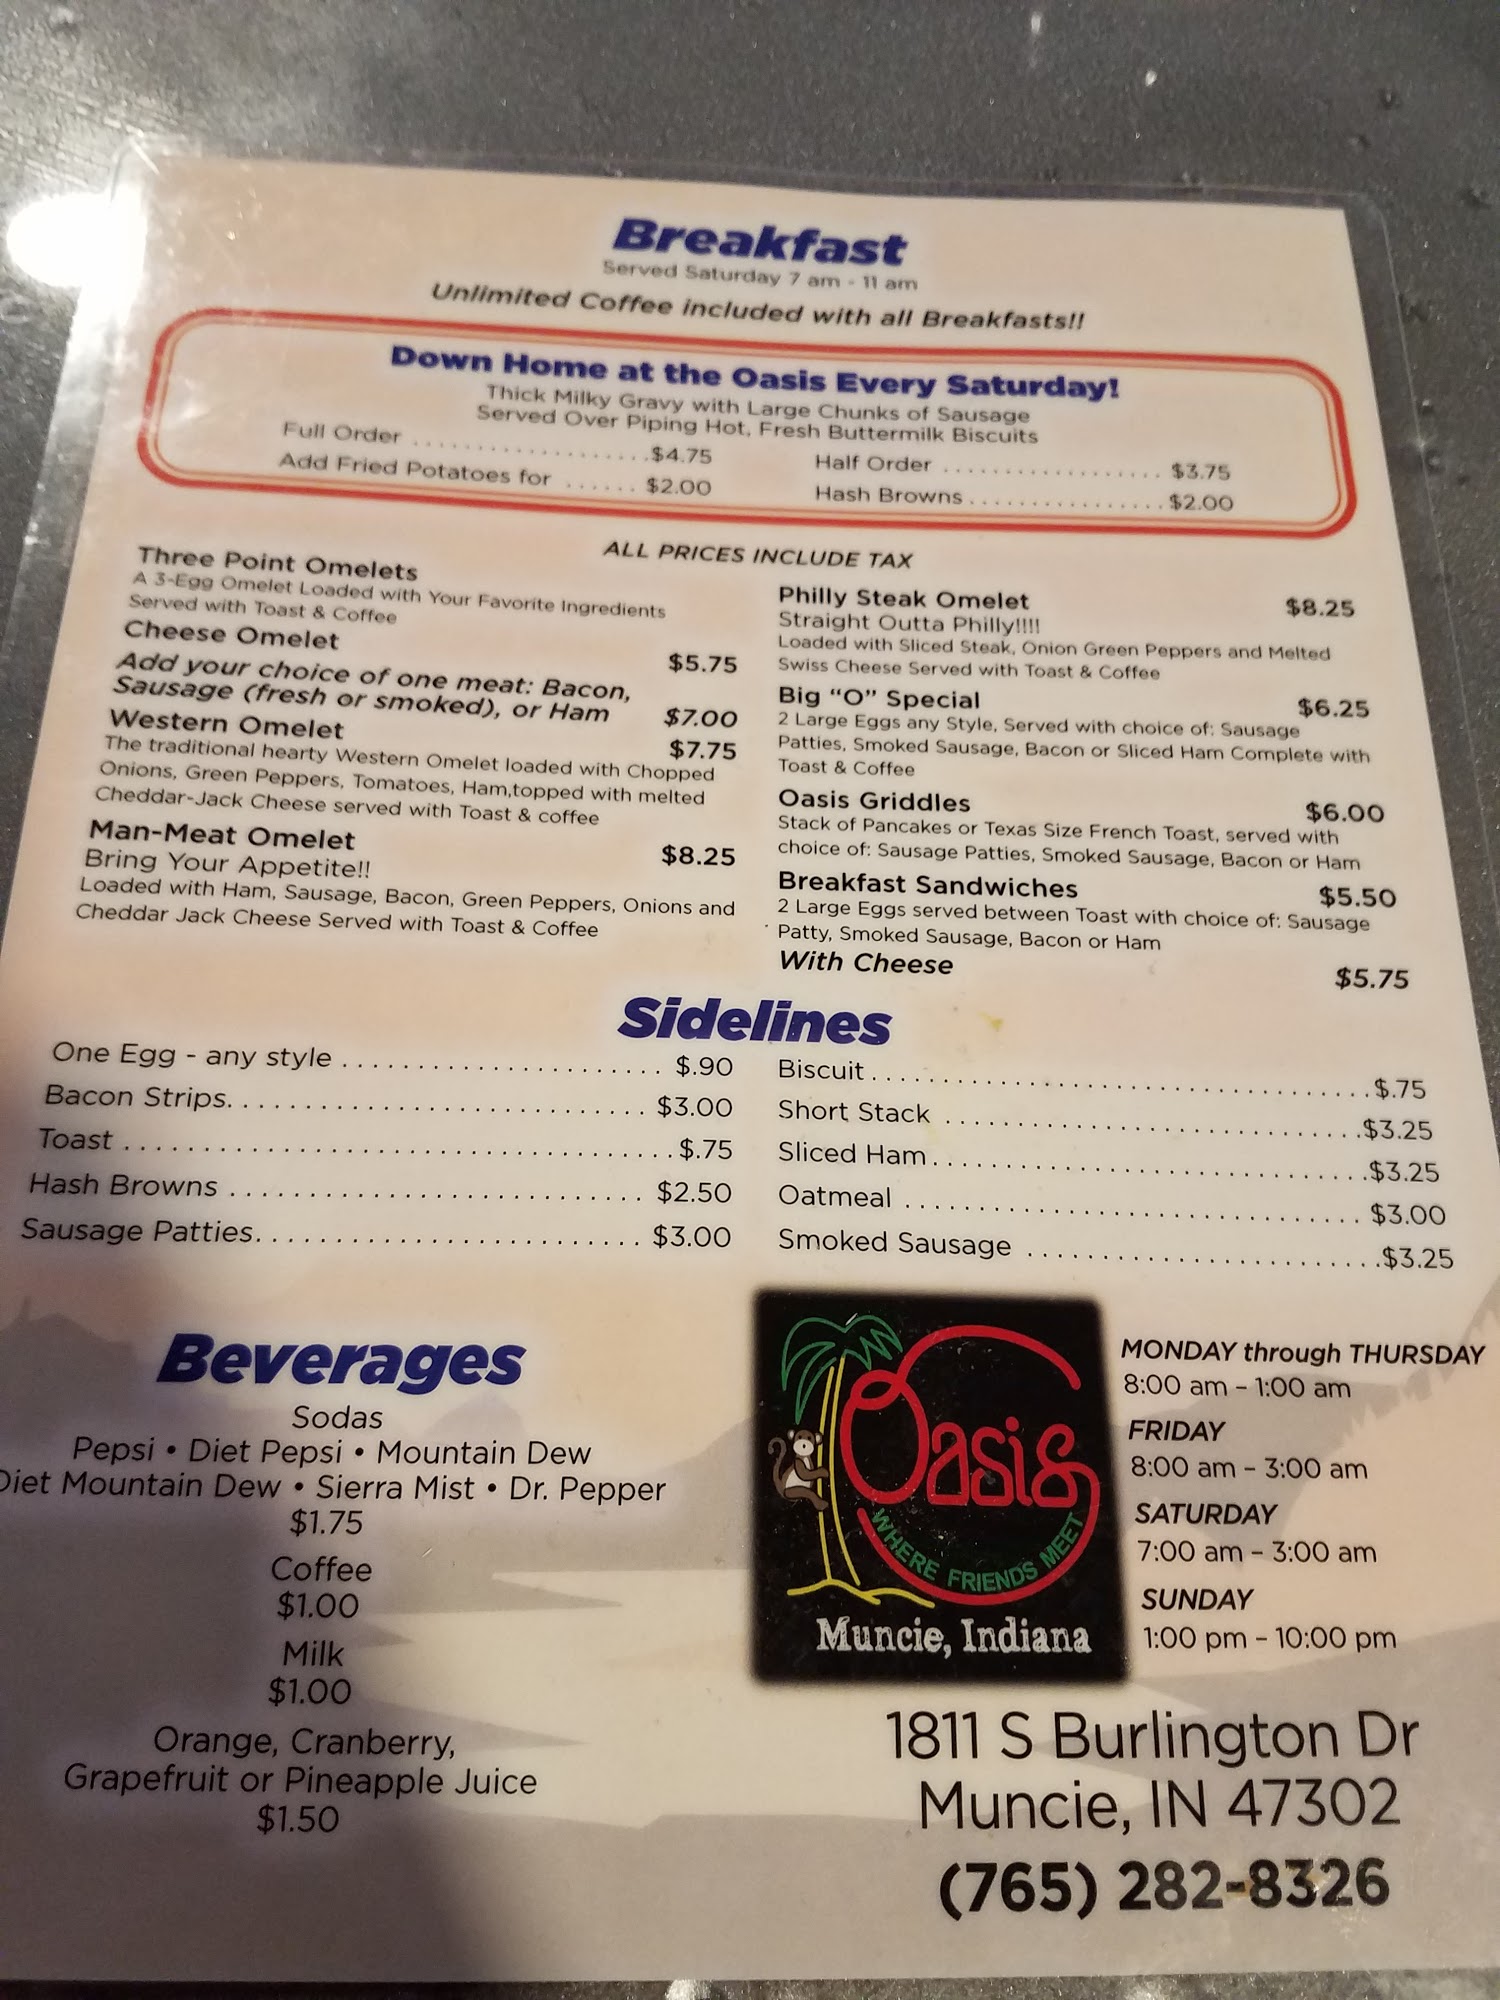 Breakfast
Served Saturday 7 am - 11 am
Unlimited Coffee included with all Breakfasts!!
Down Home at the Oasis Every Saturday!
Thick Milky Gravy with Large Chunks of Sausage
Served Over Piping Hot, Fresh Buttermilk Biscuits
Full Order ..................... $4.75
Add Fried Potatoes for ...... $2.00
Half Order ................... $3.75
Hash Browns ................. $2.00
ALL PRICES INCLUDE TAX
Three Point Omelets
A 3-Egg Omelet Loaded with Your Favorite Ingredients
Served with Toast & Coffee
Cheese Omelet $5.75
Add your choice of one meat: Bacon,
Sausage (fresh or smoked), or Ham $7.00
Western Omelet $7.75
The traditional hearty Western Omelet loaded with Chopped
Onions, Green Peppers, Tomatoes, Ham,topped with melted
Cheddar-Jack Cheese served with Toast & coffee
Man-Meat Omelet $8.25
Bring Your Appetite!!
Loaded with Ham, Sausage, Bacon, Green Peppers, Onions and
Cheddar Jack Cheese Served with Toast & Coffee
Philly Steak Omelet $8.25
Straight Outta Philly!!!!
Loaded with Sliced Steak, Onion Green Peppers and Melted
Swiss Cheese Served with Toast & Coffee
Big "O" Special $6.25
2 Large Eggs any Style, Served with choice of: Sausage
Patties, Smoked Sausage, Bacon or Sliced Ham Complete with
Toast & Coffee
Oasis Griddles $6.00
Stack of Pancakes or Texas Size French Toast, served with
choice of: Sausage Patties, Smoked Sausage, Bacon or Ham
Breakfast Sandwiches $5.50
2 Large Eggs served between Toast with choice of: Sausage
Patty, Smoked Sausage, Bacon or Ham
With Cheese $5.75
Sidelines
One Egg - any style ...................... $.90
Bacon Strips............................. $3.00
Toast .................................... $.75
Hash Browns ............................ $2.50
Sausage Patties.......................... $3.00
Biscuit .................................. $.75
Short Stack ............................. $3.25
Sliced Ham............................... $3.25
Oatmeal ............................... $3.00
Smoked Sausage ........................ $3.25
Beverages
Sodas
Pepsi • Diet Pepsi • Mountain Dew
Diet Mountain Dew • Sierra Mist • Dr. Pepper
$1.75
Coffee
$1.00
Milk
$1.00
Orange, Cranberry,
Grapefruit or Pineapple Juice
$1.50
Oasis
WHERE FRIENDS MEET
Muncie, Indiana
MONDAY through THURSDAY
8:00 am – 1:00 am
FRIDAY
8:00 am – 3:00 am
SATURDAY
7:00 am – 3:00 am
SUNDAY
1:00 pm – 10:00 pm
1811 S Burlington Dr
Muncie, IN 47302
(765) 282-8326